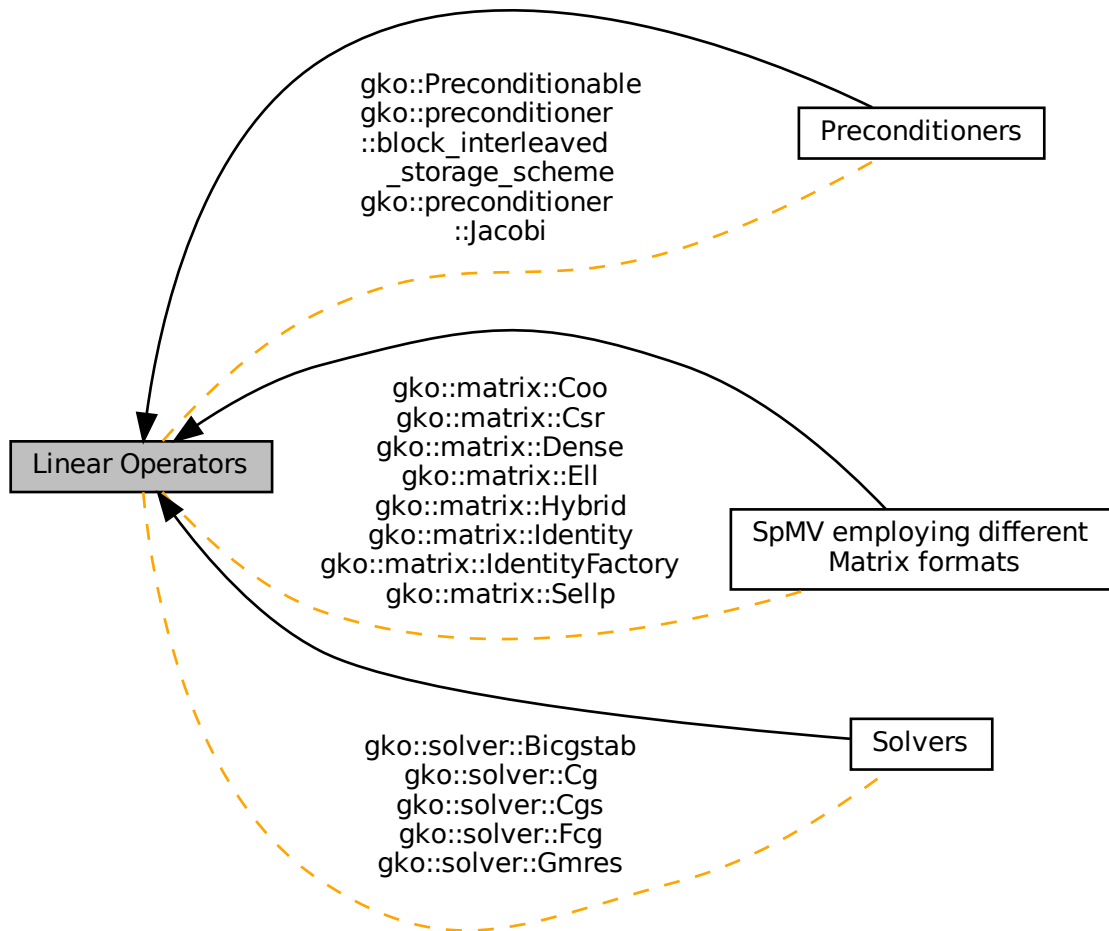 gko::Preconditionable
gko::preconditioner
::block_interleaved
_storage_scheme
gko::preconditioner
::Jacobi
Preconditioners
gko::matrix::Coo
gko::matrix::Csr
gko::matrix::Dense
gko::matrix::Ell
gko::matrix::Hybrid
gko::matrix::Identity
gko::matrix::IdentityFactory
gko::matrix::Sellp
Linear Operators
SpMV employing different
Matrix formats
gko::solver::Bicgstab
gko::solver::Cg
gko::solver::Cgs
gko::solver::Fcg
gko::solver::Gmres
Solvers